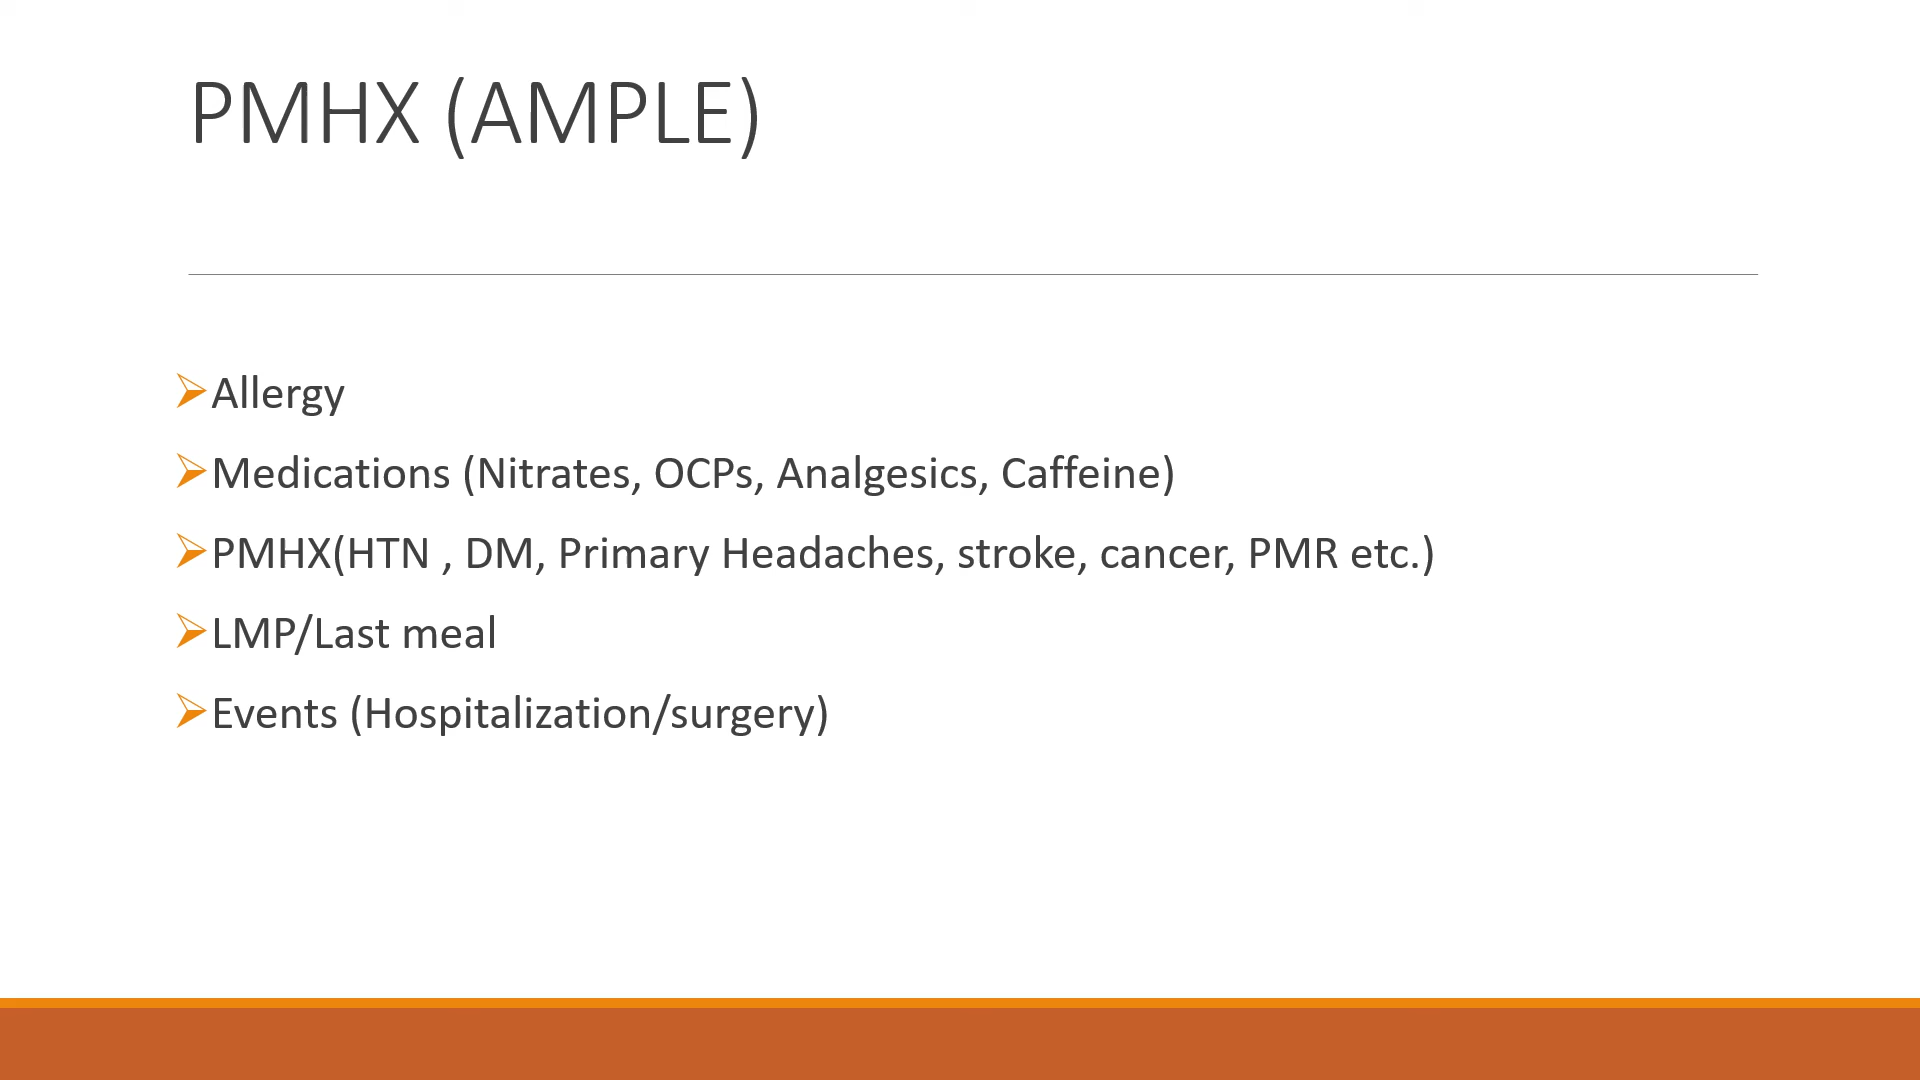 PMHX (AMPLE)
Allergy
Medications (Nitrates, OCPs, Analgesics, Caffeine)
PMHX(HTN , DM, Primary Headaches, stroke, cancer, PMR etc.)
LMP/Last meal
Events (Hospitalization/surgery)